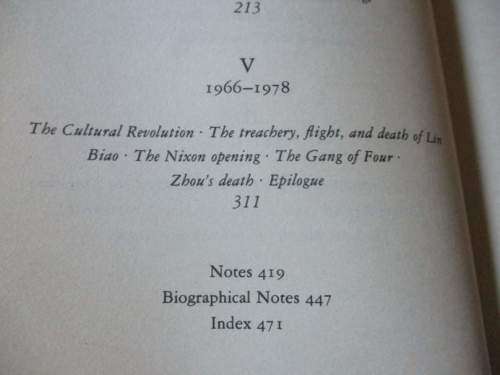 213
V
1966–1978
The Cultural Revolution · The treachery, flight, and death of Lin
Biao · The Nixon opening · The Gang of Four ·
Zhou's death · Epilogue
311
Notes 419
Biographical Notes 447
Index 471